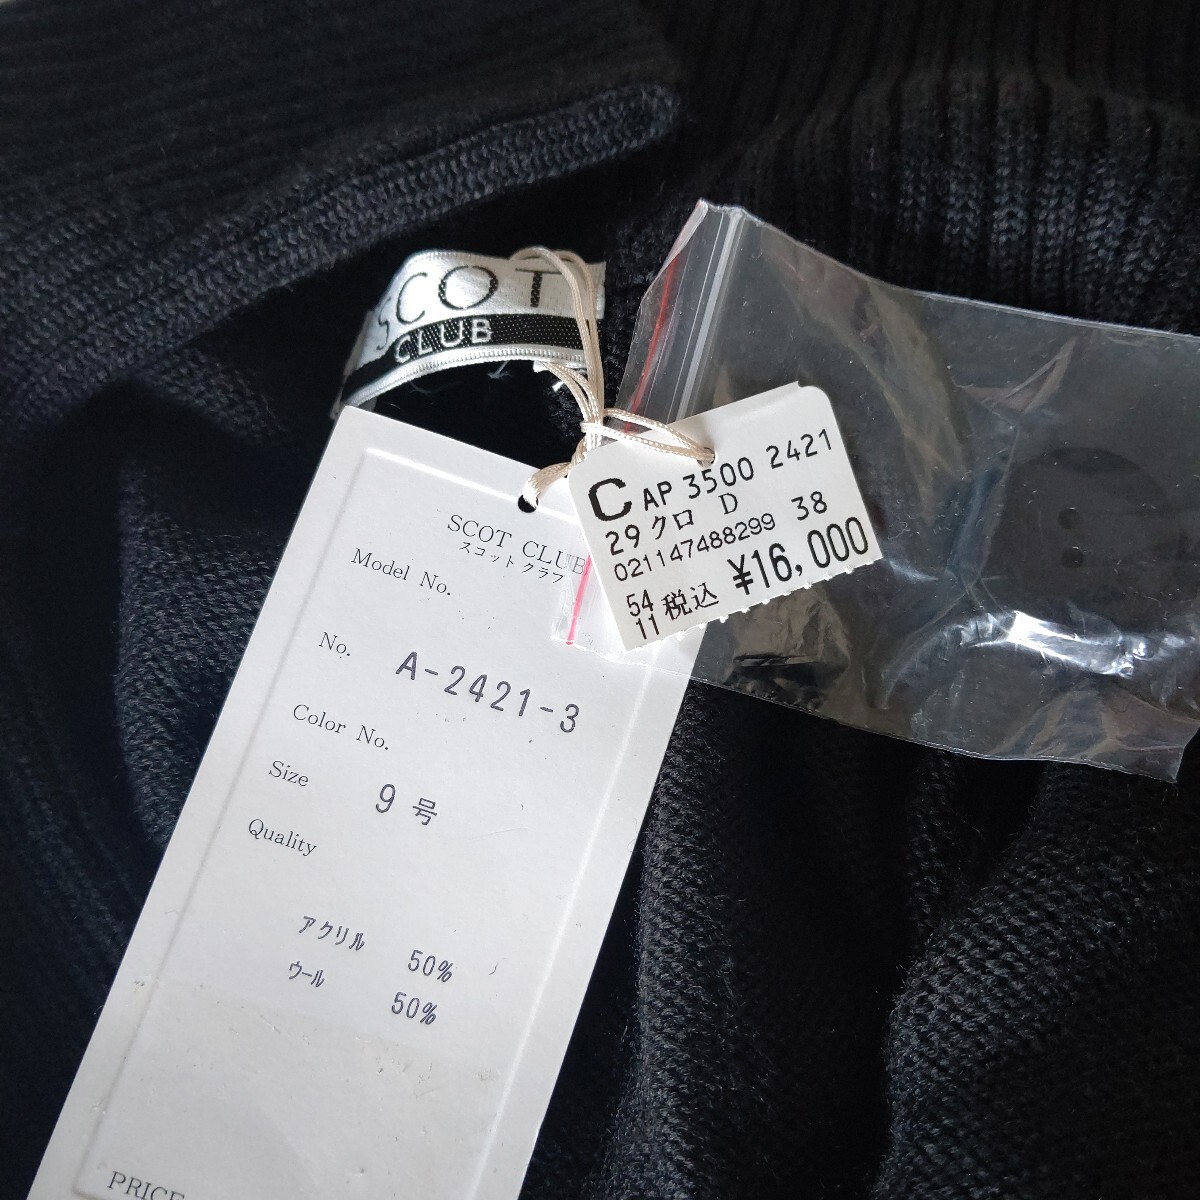 SCOT
CLUB
C AP 3500 2421
29 クロ D 38
021147488299
54 税込 ¥16,000
11
SCOT CLUB
スコットクラブ
Model No.
No. A-2421-3
Color No.
Size 9号
Quality
アクリル 50%
ウール 50%
PRICE